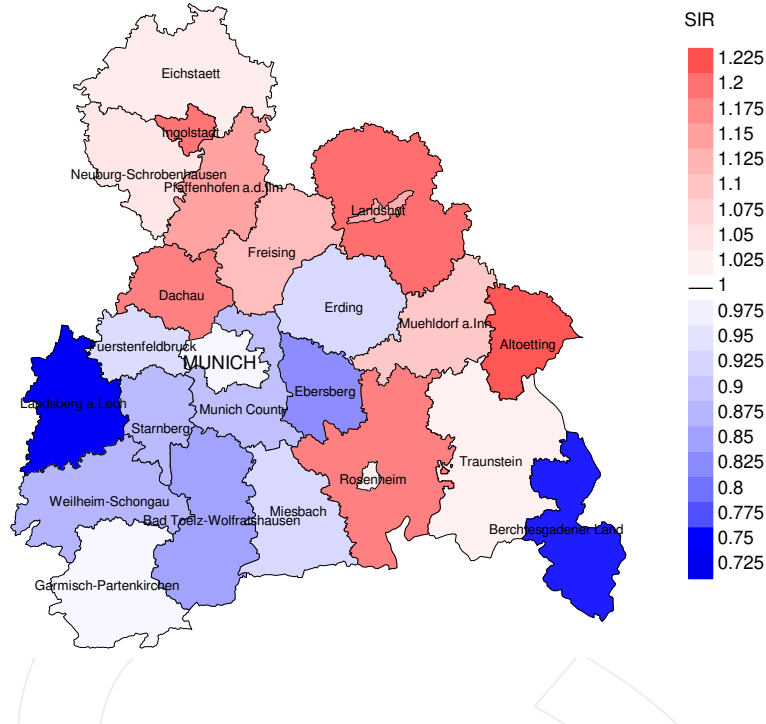 SIR
1.225
1.2
1.175
1.15
1.125
1.1
1.075
1.05
1.025
1
0.975
0.95
0.925
0.9
0.875
0.85
0.825
0.8
0.775
0.75
0.725
Eichstaett
Ingolstadt
Neuburg-Schrobenhausen
Pfaffenhofen a.d.Ilm
Landshut
Freising
Dachau
Erding
Muehldorf a.Inn
Altoetting
Fuerstenfeldbruck
MUNICH
Ebersberg
Landsberg a.Lech
Munich County
Starnberg
Traunstein
Rosenheim
Weilheim-Schongau
Miesbach
Bad Toelz-Wolfratshausen
Berchtesgadener Land
Garmisch-Partenkirchen